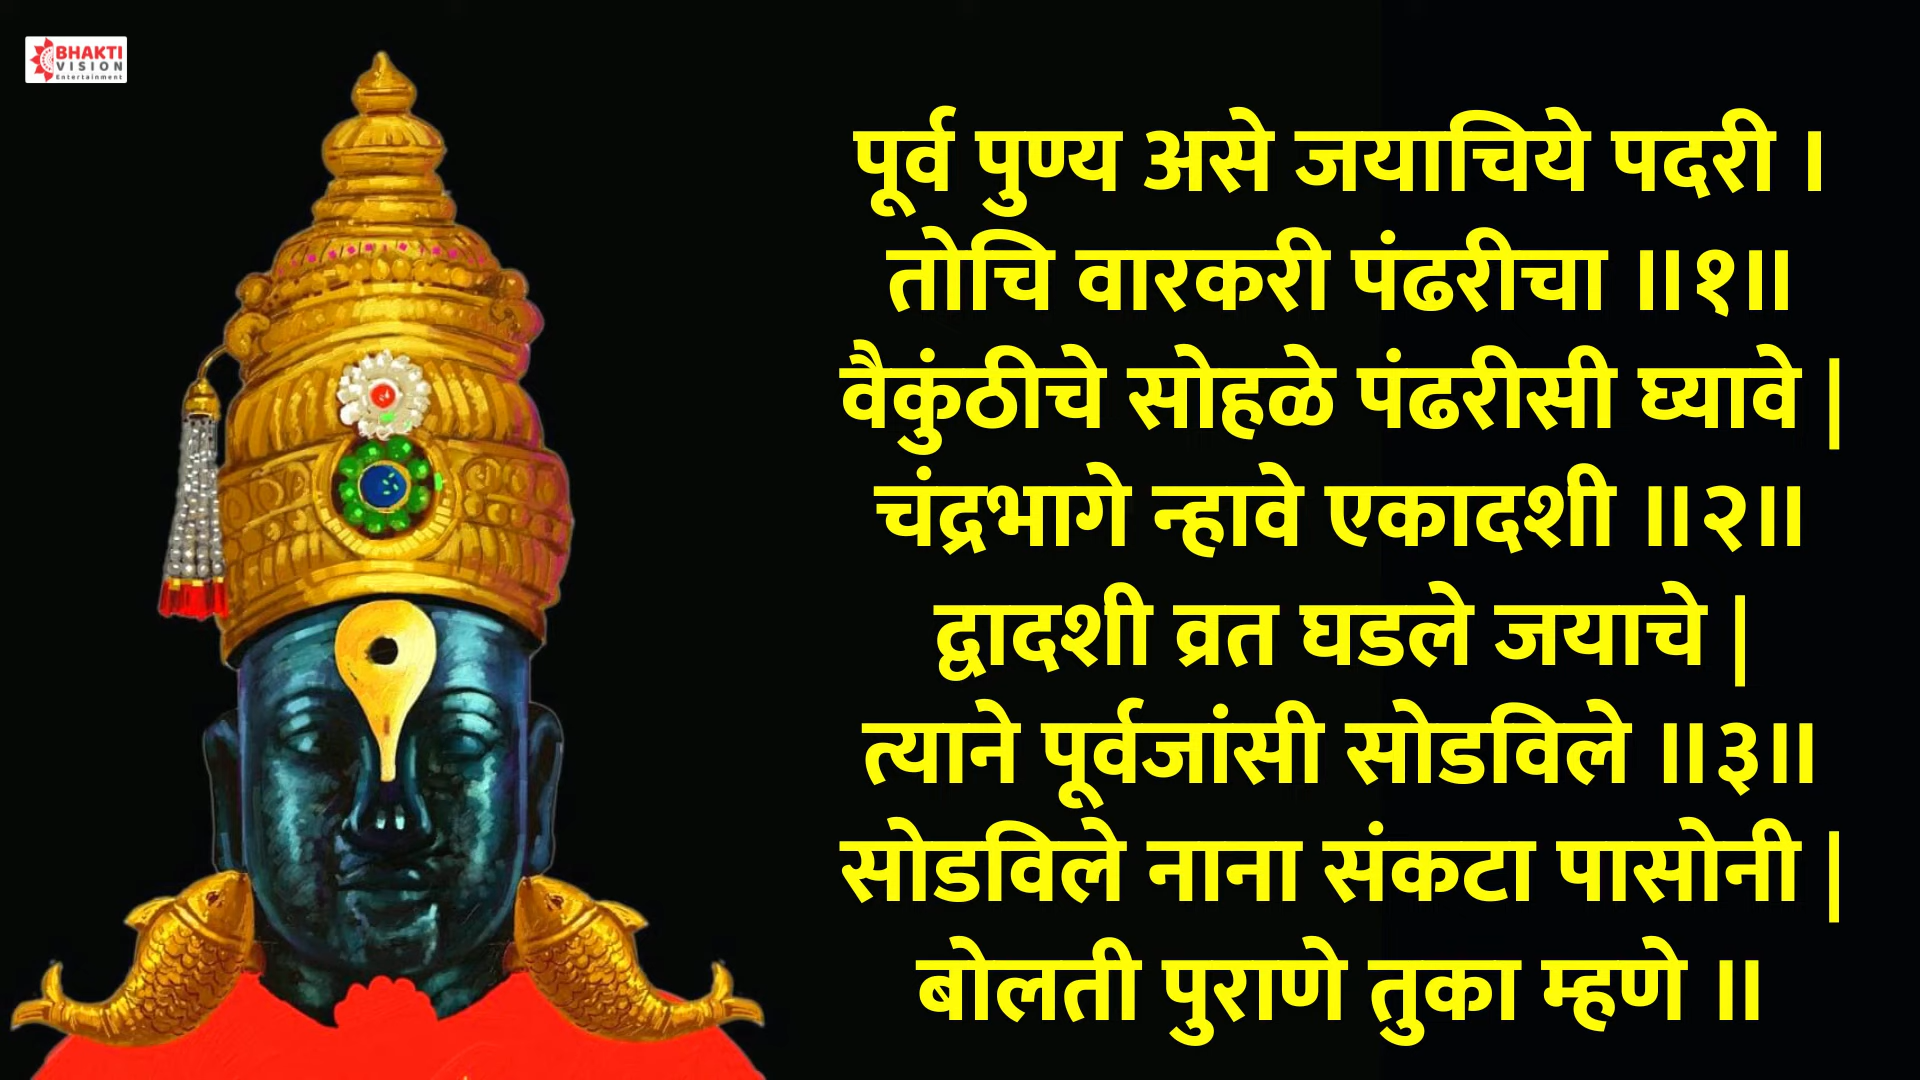 BHAKTI
VISION
Entertainment
पूर्व पुण्य असे जयाचिये पदरी ।
तोचि वारकरी पंढरीचा ॥१॥
वैकुंठीचे सोहळे पंढरीसी घ्यावे |
चंद्रभागे न्हावे एकादशी ॥२॥
द्वादशी व्रत घडले जयाचे |
त्याने पूर्वजांसी सोडविले ॥३॥
सोडविले नाना संकटा पासोनी |
बोलती पुराणे तुका म्हणे ॥